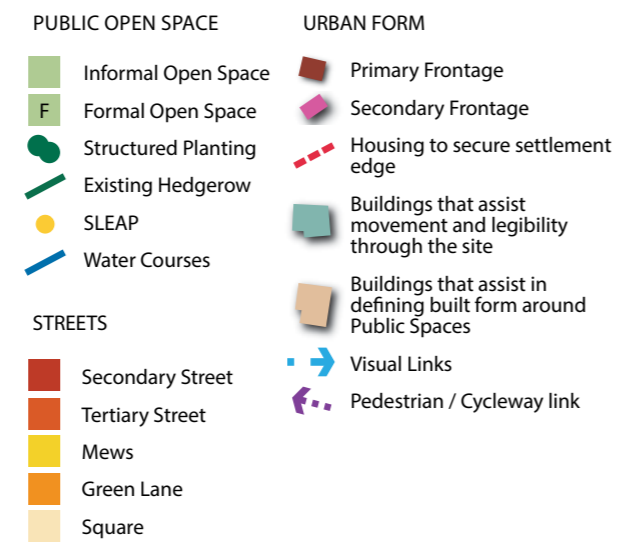 PUBLIC OPEN SPACE
Informal Open Space
F
Formal Open Space
Structured Planting
Existing Hedgerow
SLEAP
Water Courses
STREETS
Secondary Street
Tertiary Street
Mews
Green Lane
Square
URBAN FORM
Primary Frontage
Secondary Frontage
Housing to secure settlement
edge
Buildings that assist
movement and legibility
through the site
Buildings that assist in
defining built form around
Public Spaces
Visual Links
Pedestrian / Cycleway link